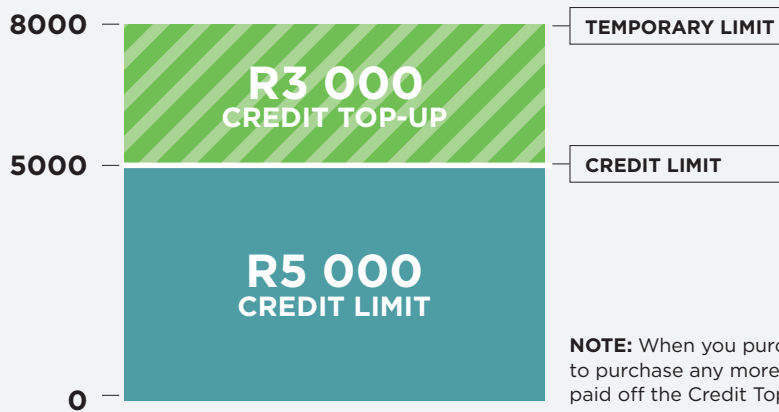 8000
TEMPORARY LIMIT
R3 000
CREDIT TOP-UP
5000
CREDIT LIMIT
R5 000
CREDIT LIMIT
NOTE: When you purc
to purchase any more
paid off the Credit Top
0